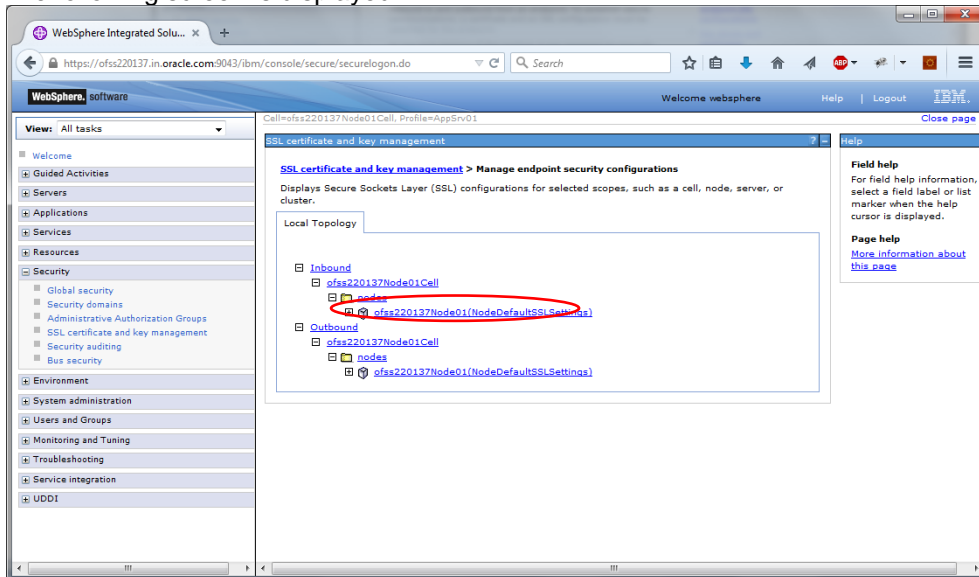 WebSphere Integrated Solu...
https://ofss220137.in.oracle.com:9043/ibm/console/secure/securelogon.do
Search
ABP
WebSphere. software
Welcome websphere
Help | Logout
IBM.
View: All tasks
Welcome
Guided Activities
Servers
Applications
Services
Resources
Security
Global security
Security domains
Administrative Authorization Groups
SSL certificate and key management
Security auditing
Bus security
Environment
System administration
Users and Groups
Monitoring and Tuning
Troubleshooting
Service integration
UDDI
Cell=ofss220137Node01Cell, Profile=AppSrv01
Close page
SSL certificate and key management
? -
SSL certificate and key management > Manage endpoint security configurations
Displays Secure Sockets Layer (SSL) configurations for selected scopes, such as a cell, node, server, or
cluster.
Local Topology
Inbound
ofss220137Node01Cell
nodes
ofss220137Node01(NodeDefaultSSLSettings)
Outbound
ofss220137Node01Cell
nodes
ofss220137Node01(NodeDefaultSSLSettings)
Help
Field help
For field help information,
select a field label or list
marker when the help
cursor is displayed.
Page help
More information about
this page